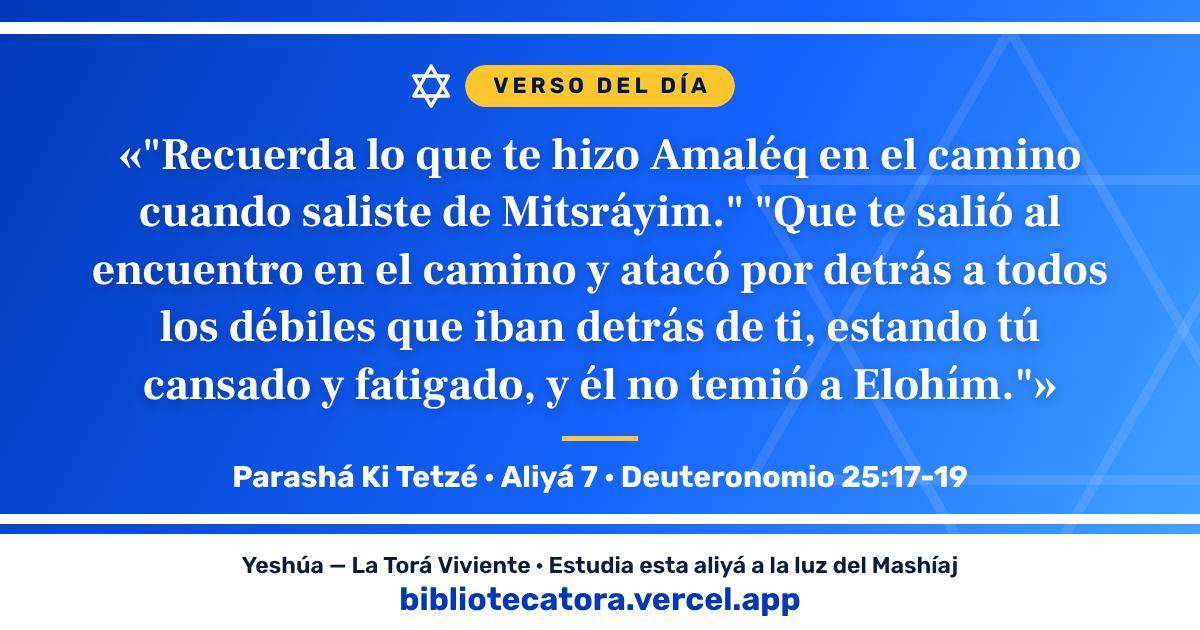 VERSO DEL DÍA
«"Recuerda lo que te hizo Amaléq en el camino
cuando saliste de Mitsráyim." "Que te salió al
encuentro en el camino y atacó por detrás a todos
los débiles que iban detrás de ti, estando tú
cansado y fatigado, y él no temió a Elohím."»
Parashá Ki Tetzé • Aliyá 7 • Deuteronomio 25:17-19
Yeshúa — La Torá Viviente • Estudia esta aliyá a la luz del Mashíaj
bibliotecatora.vercel.app